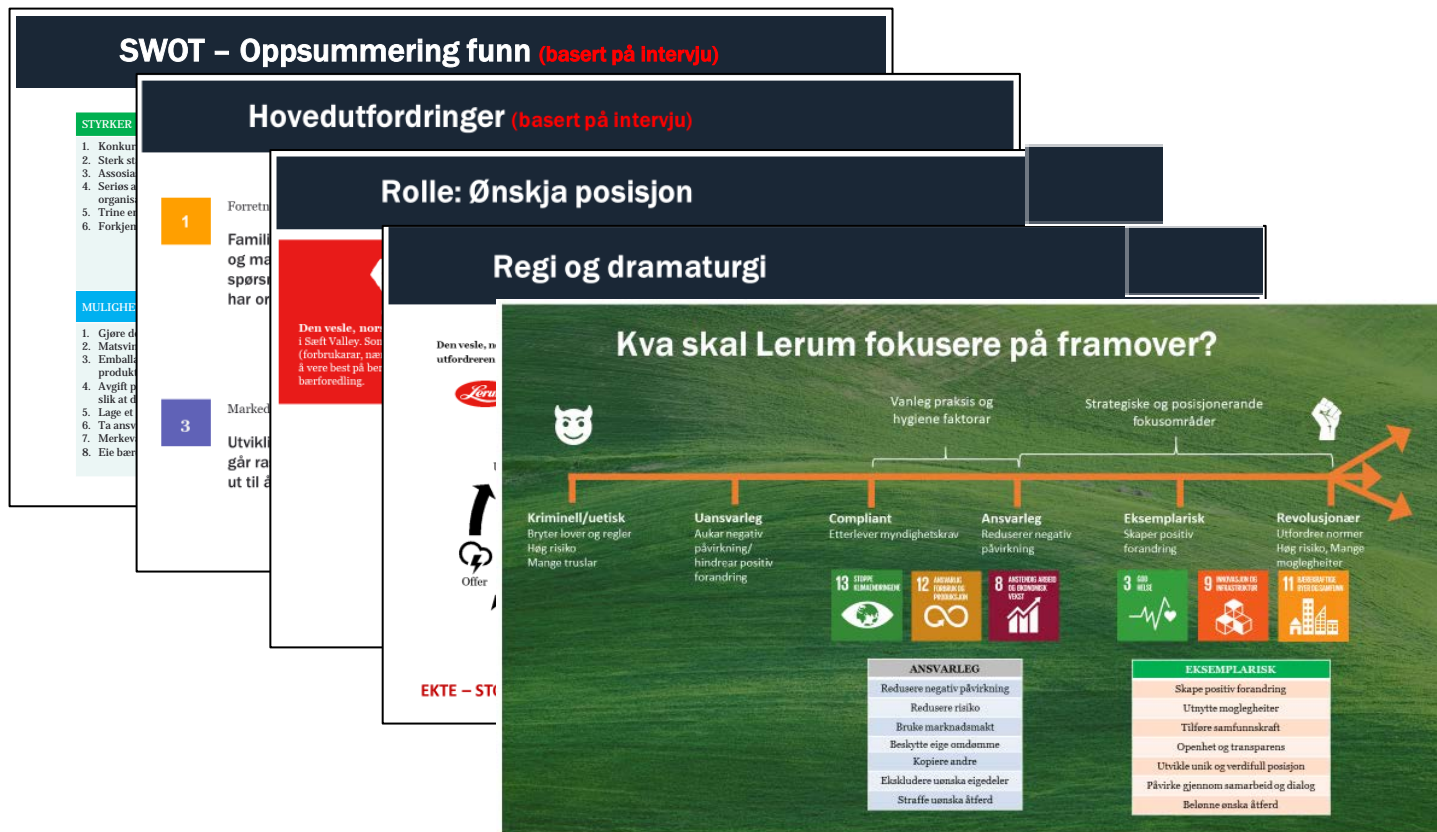 SWOT – Oppsummering funn (basert på intervju)
STYRKER
1. Konkur
2. Sterk st
3. Assosia
4. Seriøs a
organisa
5. Trine er
6. Forkjen
MULIGHE
1. Gjøre de
2. Matsvin
3. Emballa
produkt
4. Avgift p
slik at d
5. Lage et
6. Ta ansv
7. Merkeva
8. Eie bær
Hovedutfordringer (basert på intervju)
1
Forretn
Famili
og ma
spørsm
har or
3
Marked
Utvikli
går ra
ut til å
Rolle: Ønskja posisjon
Den vesle, nors
i Sæft Valley. Son
(forbrukarar, næ
å vere best på ber
bærforedling.
Regi og dramaturgi
Den vesle, n
utfordreren
Leru
Offer
EKTE – STO
Kva skal Lerum fokusere på framover?
Vanleg praksis og
hygiene faktorar
Strategiske og posisjonerande
fokusområder
Kriminell/uetisk
Bryter lover og regler
Høg risiko
Mange truslar
Uansvarleg
Aukar negativ
påvirkning/
hindrear positiv
forandring
Compliant
Etterlever myndighetskrav
Ansvarleg
Reduserer negativ
påvirkning
Eksemplarisk
Skaper positiv
forandring
Revolusjonær
Utfordrer normer
Høg risiko, Mange
moglegheiter
13 STOPPE
KLIMAENDRINGENE
12 ANSVARLIG
FORBRUK OG
PRODUKSJON
8 ANSTENDIG ARBEID
OG ØKONOMISK
VEKST
3 GOD
HELSE
9 INNOVASJON OG
INFRASTRUKTUR
11 BÆREKRAFTIGE
BYER OG SAMFUNN
ANSVARLEG
Redusere negativ påvirkning
Redusere risiko
Bruke marknadsmakt
Beskytte eige omdømme
Kopiere andre
Ekskludere uønska eigedeler
Straffe uønska åtferd
EKSEMPLARISK
Skape positiv forandring
Utnytte moglegheiter
Tilføre samfunnskraft
Openhet og transparens
Utvikle unik og verdifull posisjon
Påvirke gjennom samarbeid og dialog
Belønne ønska åtferd